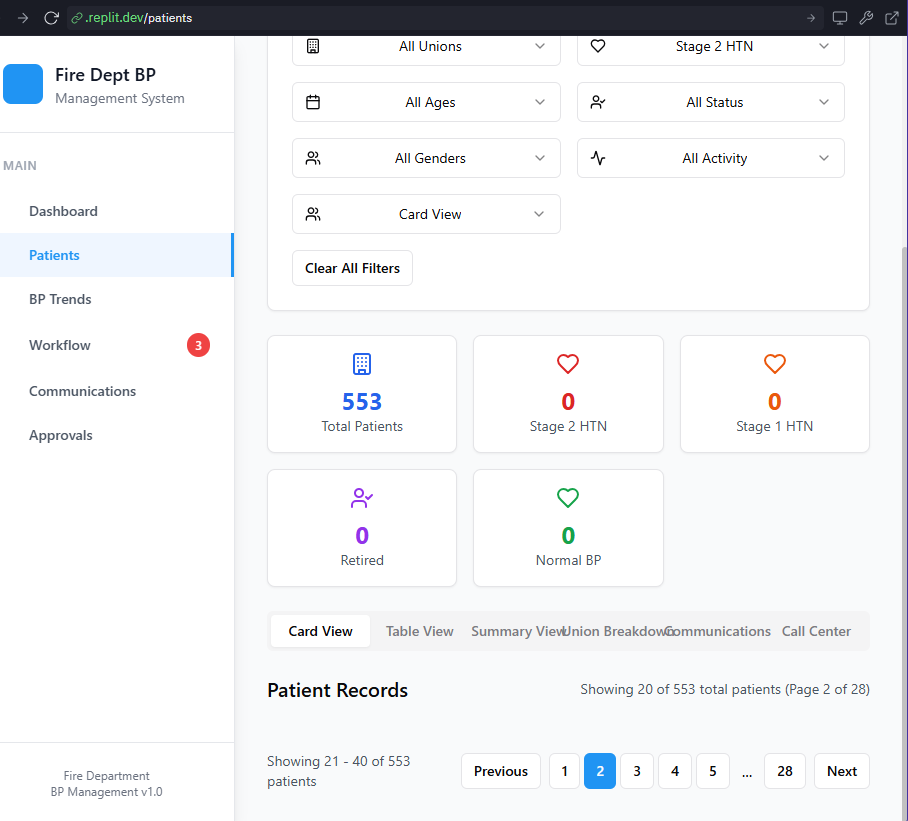 .replit.dev/patients
Fire Dept BP
Management System
MAIN
Dashboard
Patients
BP Trends
Workflow
3
Communications
Approvals
Fire Department
BP Management v1.0
All Unions
Stage 2 HTN
All Ages
All Status
All Genders
All Activity
Card View
Clear All Filters
553
Total Patients
0
Stage 2 HTN
0
Stage 1 HTN
0
Retired
0
Normal BP
Card View Table View Summary View Union Breakdown Communications Call Center
Patient Records
Showing 20 of 553 total patients (Page 2 of 28)
Showing 21 - 40 of 553
patients
Previous 1 2 3 4 5 ... 28 Next